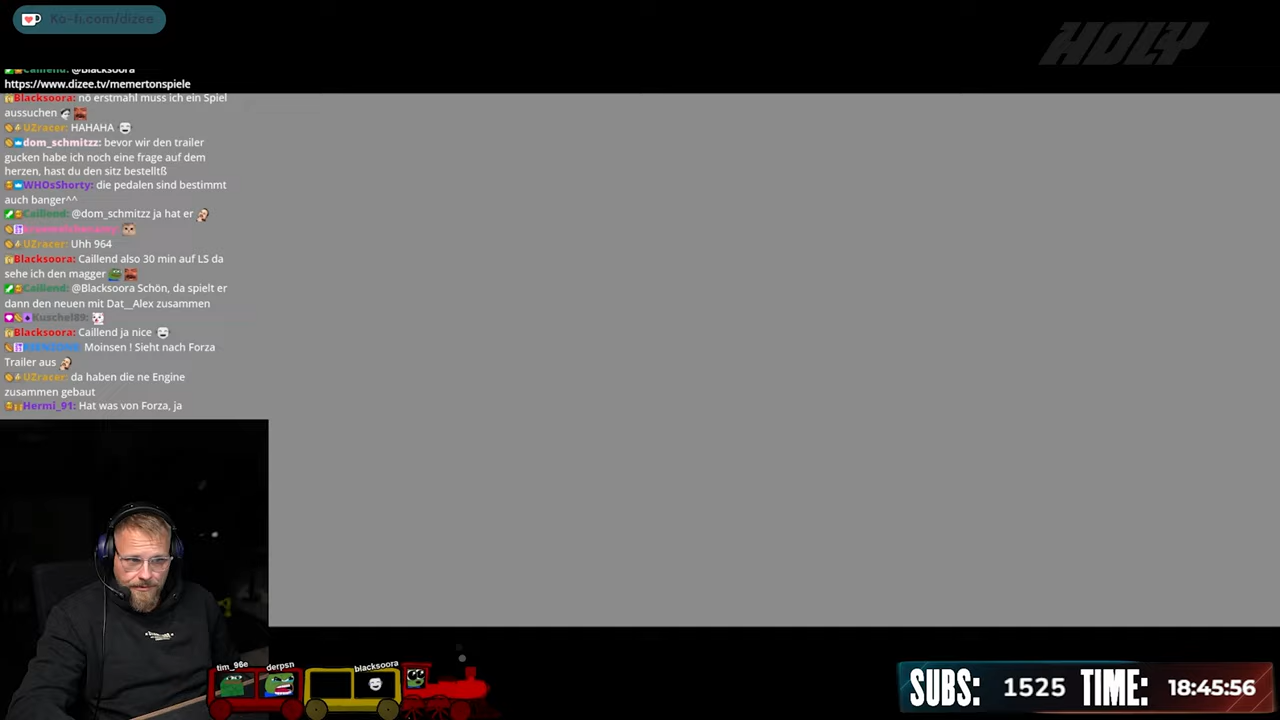 Ko-fi.com/dizee
HOLY
Caillend: @Blacksoora
https://www.dizee.tv/memertonspiele
Blacksoora: nö erstmahl muss ich ein Spiel
aussuchen
UZracer: HAHAHA
dom_schmitzz: bevor wir den trailer
gucken habe ich noch eine frage auf dem
herzen, hast du den sitz bestelltß
WHOsShorty: die pedalen sind bestimmt
auch banger^^
Caillend: @dom_schmitzz ja hat er
UZracer: Uhh 964
Blacksoora: Caillend also 30 min auf LS da
sehe ich den magger
Caillend: @Blacksoora Schön, da spielt er
dann den neuen mit Dat__Alex zusammen
Kuschel89:
Blacksoora: Caillend ja nice
Moinsen ! Sieht nach Forza
Trailer aus
UZracer: da haben die ne Engine
zusammen gebaut
Hermi_91: Hat was von Forza, ja
tim_96e derpsn blacksoora
SUBS: 1525 TIME: 18:45:56